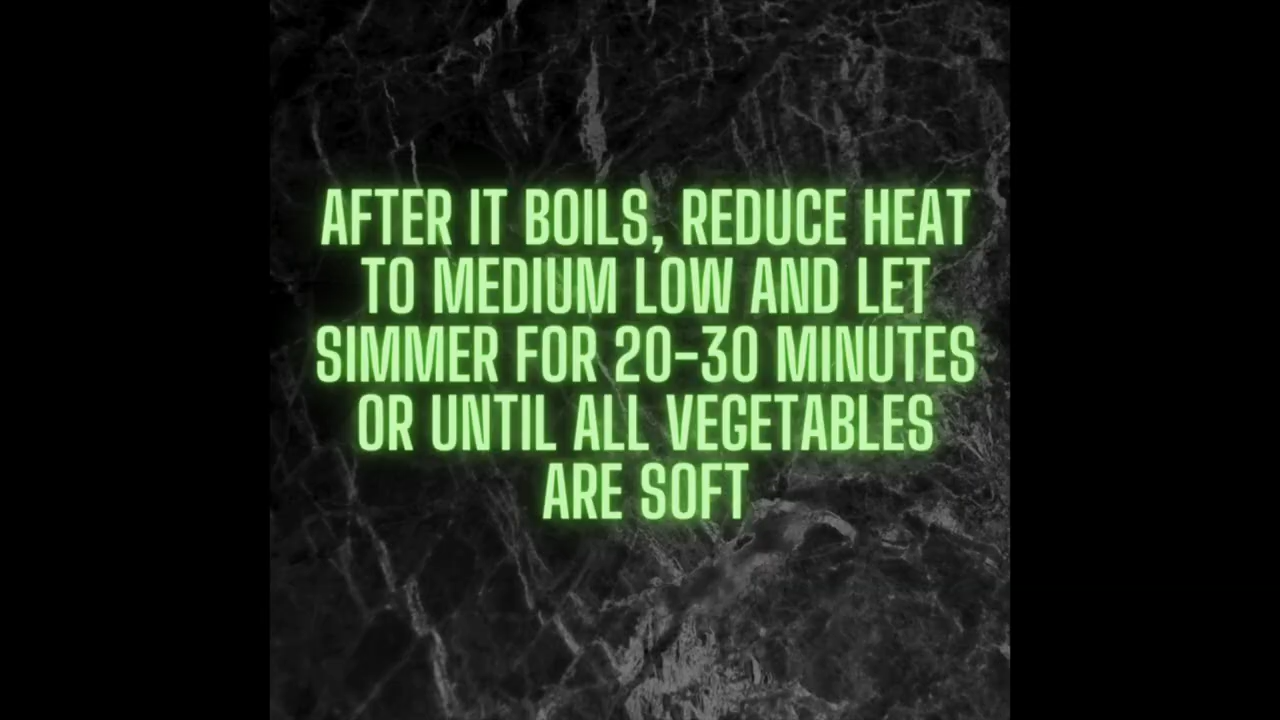 AFTER IT BOILS, REDUCE HEAT
TO MEDIUM LOW AND LET
SIMMER FOR 20-30 MINUTES
OR UNTIL ALL VEGETABLES
ARE SOFT